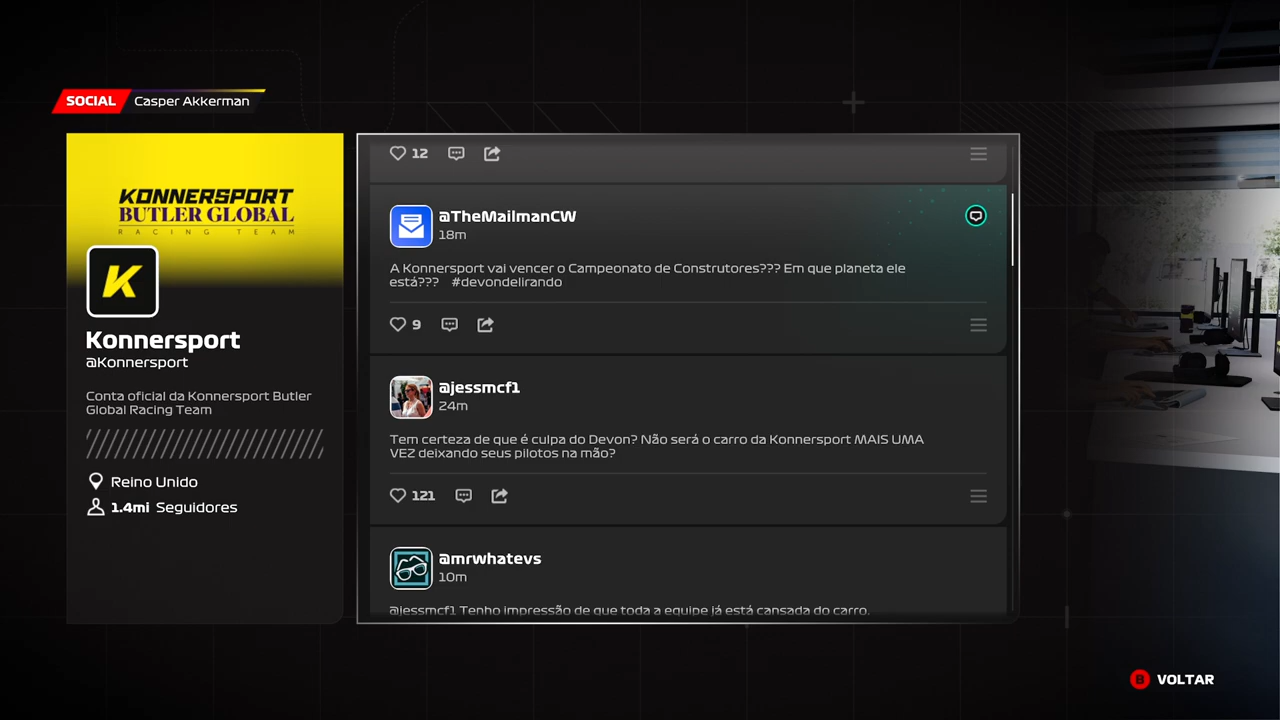 SOCIAL Casper Akkerman
KONNERSPORT
BUTLER GLOBAL
RACING TEAM
K
Konnersport
@Konnersport
Conta oficial da Konnersport Butler
Global Racing Team
Reino Unido
1.4mi Seguidores
12
@TheMailmanCW
18m
A Konnersport vai vencer o Campeonato de Construtores??? Em que planeta ele
está??? #devondelirando
9
@jessmcf1
24m
Tem certeza de que é culpa do Devon? Não será o carro da Konnersport MAIS UMA
VEZ deixando seus pilotos na mão?
121
@mrwhatevs
10m
@jessmcf1 Tenho impressão de que toda a equipe já está cansada do carro.
B VOLTAR